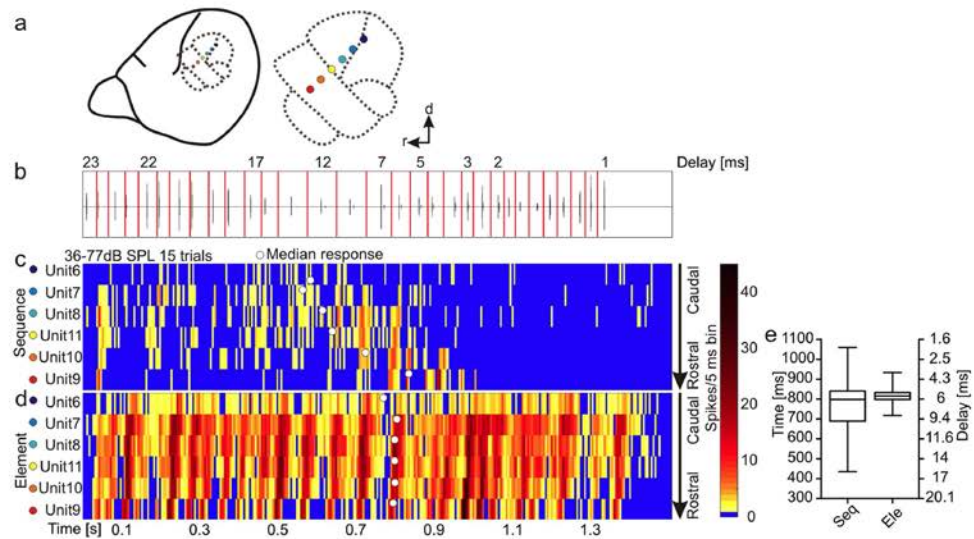 a
d
r
23 22 17 12 7 5 3 2 1 Delay [ms]
b
36-77dB SPL 15 trials Median response
c
Sequence
Unit6
Unit7
Unit8
Unit11
Unit10
Unit9
Caudal
Rostral
d
Element
Unit6
Unit7
Unit8
Unit11
Unit10
Unit9
Caudal
Rostral
Time [s] 0.1 0.3 0.5 0.7 0.9 1.1 1.3
40
30
20
10
0
Spikes/5 ms bin
e
Time [ms]
1100
1000
900
800
700
600
500
400
300
1.6
2.5
4.3
6
9.4
11.6
14
17
20.1
Delay [ms]
Seq Ele